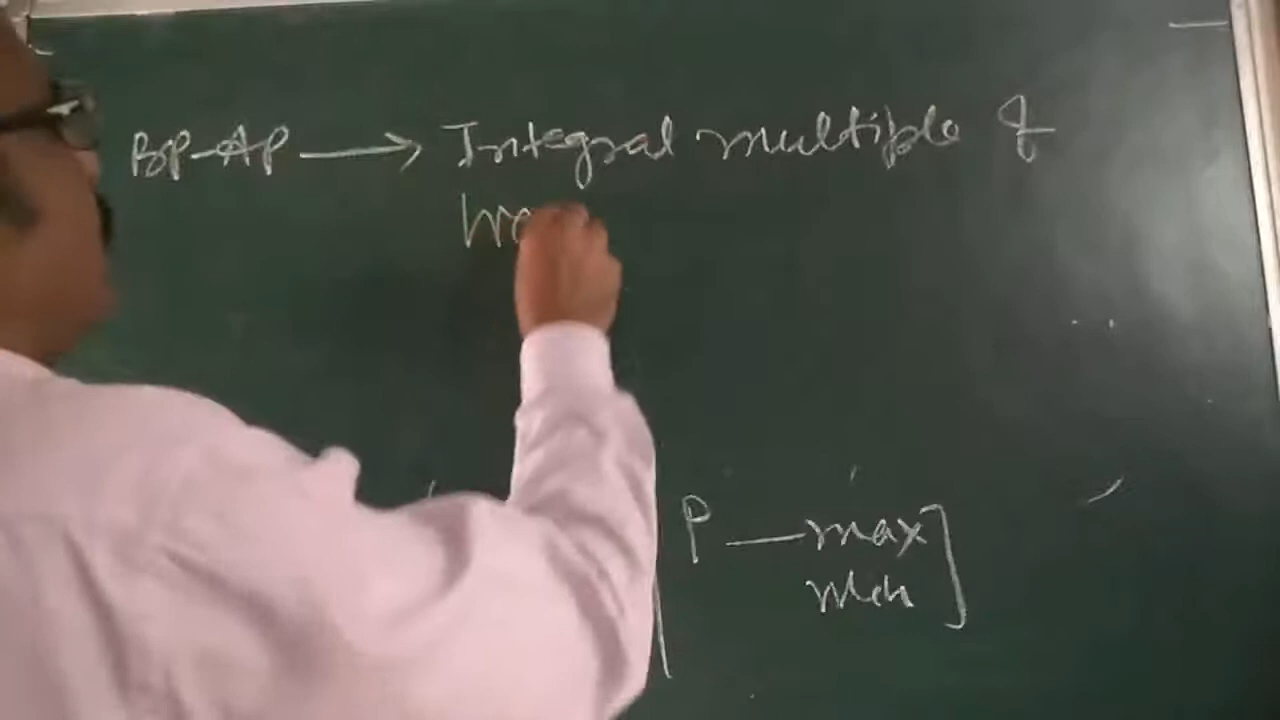 BP-AP → Integral multiple of
P — max
min